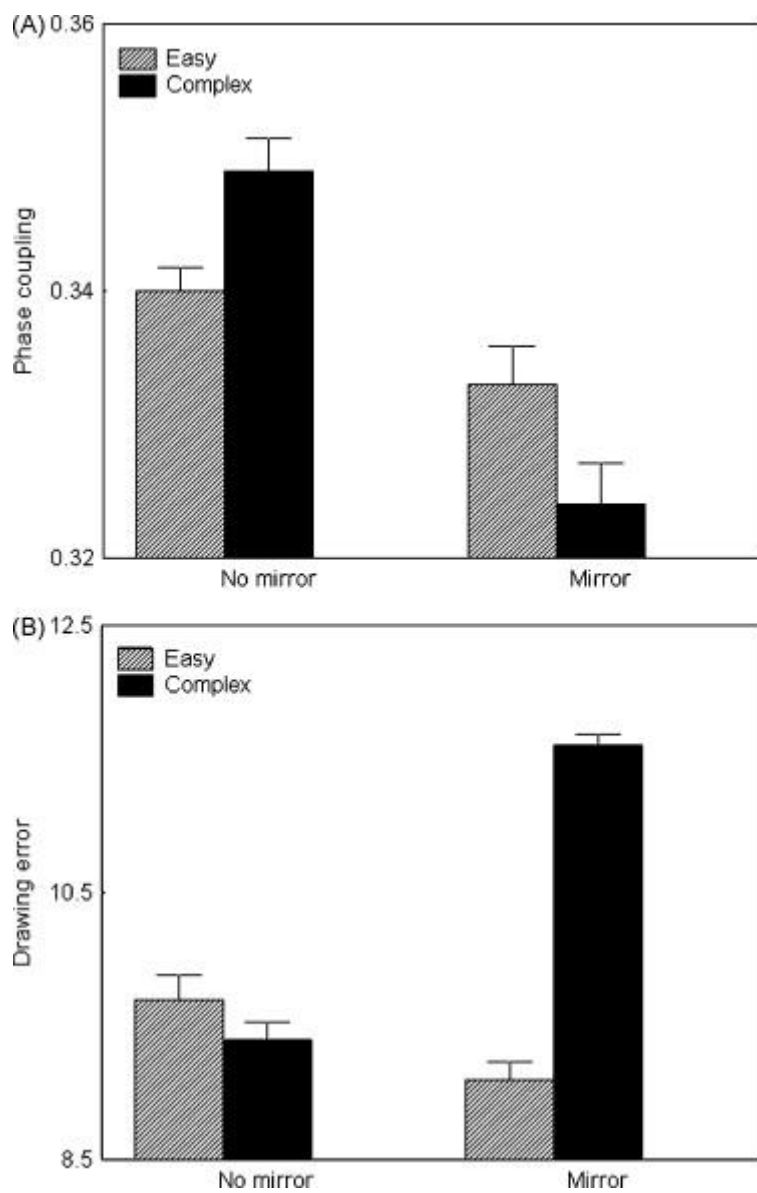 (A)
0.36
Easy
Complex
Phase coupling
0.34
0.32
No mirror
Mirror
(B)
12.5
Easy
Complex
Drawing error
10.5
8.5
No mirror
Mirror